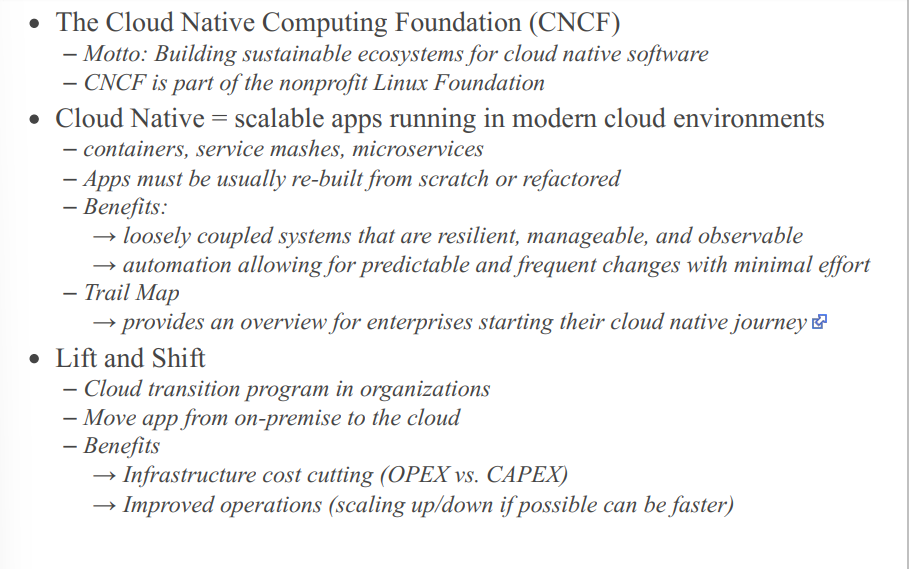 • The Cloud Native Computing Foundation (CNCF)
– Motto: Building sustainable ecosystems for cloud native software
– CNCF is part of the nonprofit Linux Foundation
• Cloud Native = scalable apps running in modern cloud environments
– containers, service mashes, microservices
– Apps must be usually re-built from scratch or refactored
– Benefits:
→ loosely coupled systems that are resilient, manageable, and observable
→ automation allowing for predictable and frequent changes with minimal effort
– Trail Map
→ provides an overview for enterprises starting their cloud native journey
• Lift and Shift
– Cloud transition program in organizations
– Move app from on-premise to the cloud
– Benefits
→ Infrastructure cost cutting (OPEX vs. CAPEX)
→ Improved operations (scaling up/down if possible can be faster)